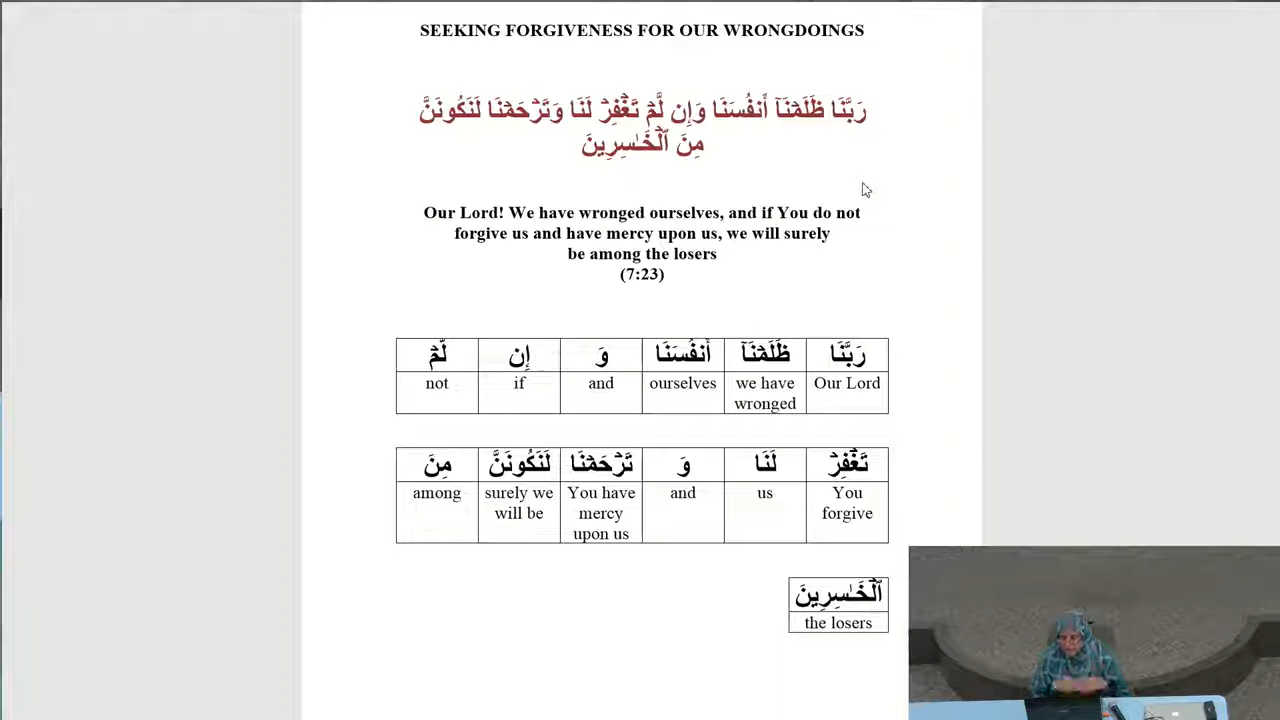 SEEKING FORGIVENESS FOR OUR WRONGDOINGS
رَبَّنَا ظَلَمْنَآ أَنفُسَنَا وَإِن لَّمْ تَغْفِرْ لَنَا وَتَرْحَمْنَا لَنَكُونَنَّ
مِنَ ٱلْخَـٰسِرِينَ
Our Lord! We have wronged ourselves, and if You do not
forgive us and have mercy upon us, we will surely
be among the losers
(7:23)
رَبَّنَا ظَلَمْنَآ أَنفُسَنَا وَ إِن لَّمْ
not if and ourselves we have Our Lord
wronged
تَغْفِرْ لَنَا وَ تَرْحَمْنَا لَنَكُونَنَّ مِنَ
among surely we You have and us You
will be mercy forgive
upon us
ٱلْخَـٰسِرِينَ
the losers